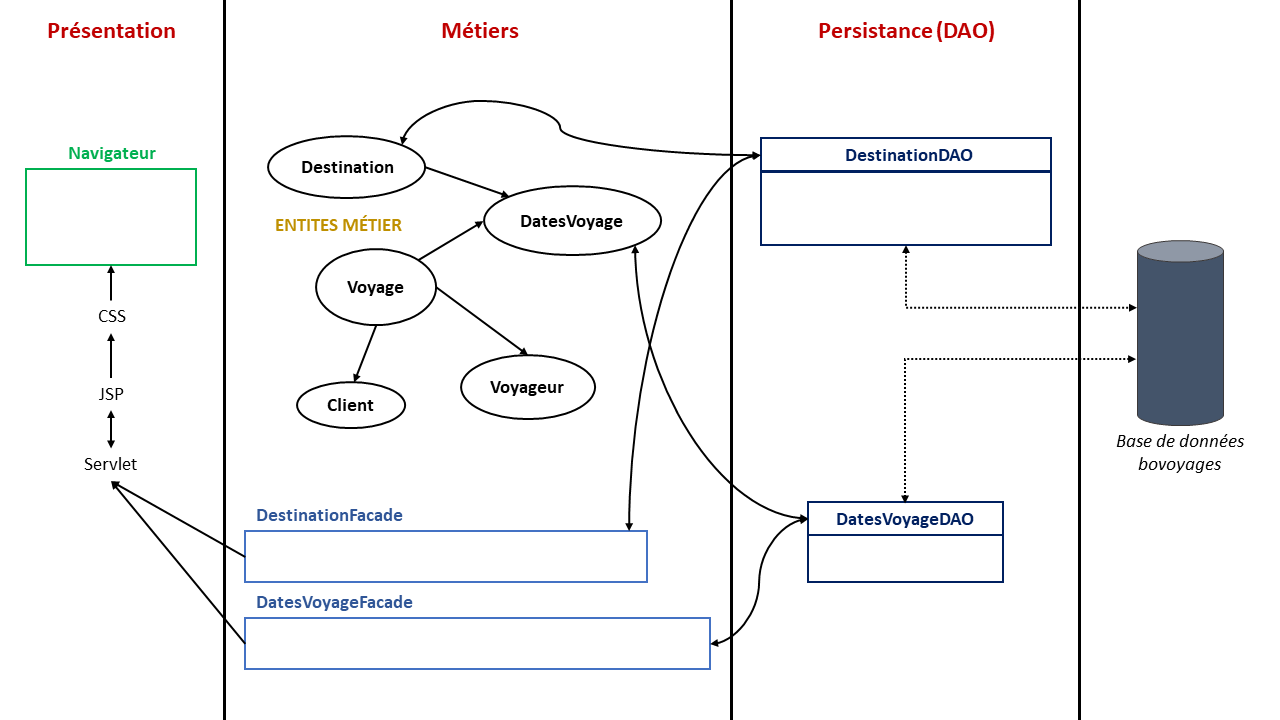 Présentation
Métiers
Persistance (DAO)
Navigateur
CSS
JSP
Servlet
Destination
DatesVoyage
ENTITES MÉTIER
Voyage
Voyageur
Client
DestinationFacade
DatesVoyageFacade
DestinationDAO
DatesVoyageDAO
Base de données
bovoyages